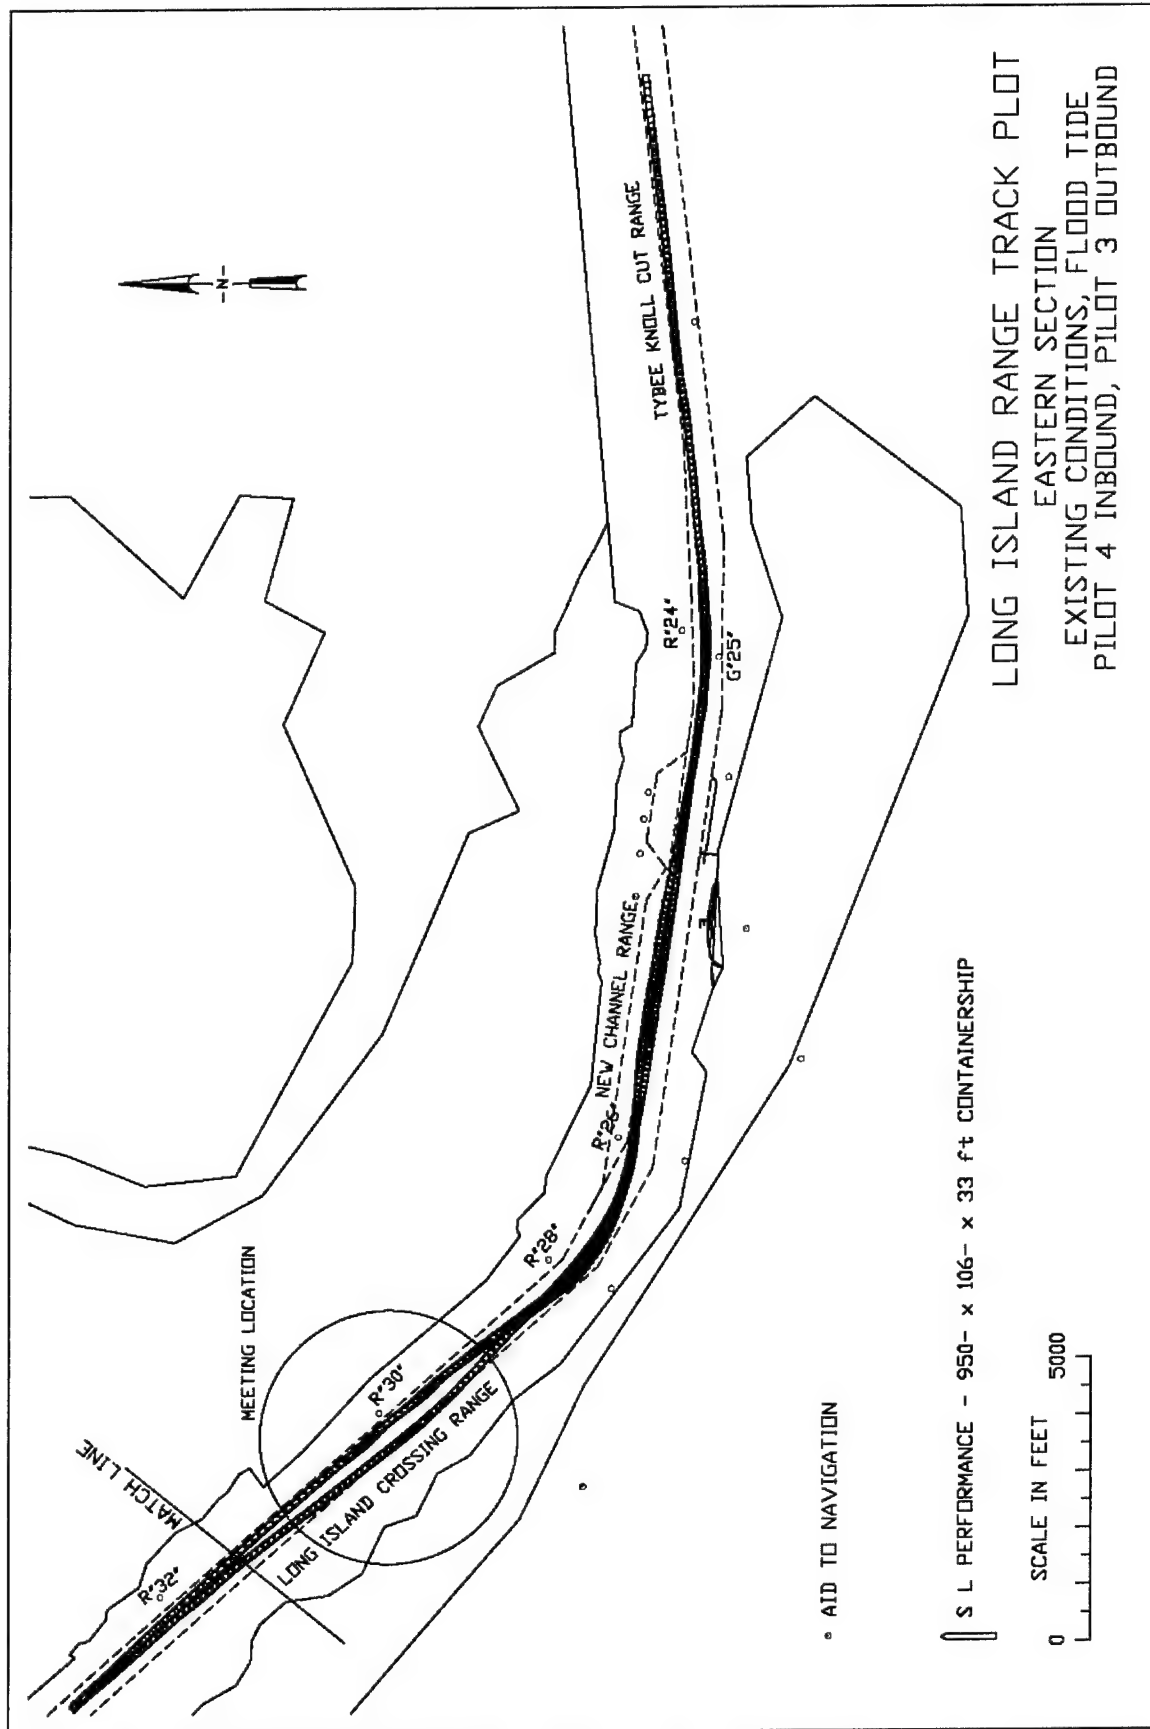 LONG ISLAND RANGE TRACK PLOT
EASTERN SECTION
EXISTING CONDITIONS, FLOOD TIDE
PILOT 4 INBOUND, PILOT 3 OUTBOUND
-N-
MATCH LINE
MEETING LOCATION
R"32"
R"30"
LONG ISLAND CROSSING RANGE
R"28"
R"26"
NEW CHANNEL RANGE
R"24"
G"25"
TYBEE KNOLL CUT RANGE
AID TO NAVIGATION
S L PERFORMANCE - 950- x 106- x 33 ft CONTAINERSHIP
SCALE IN FEET
0 5000